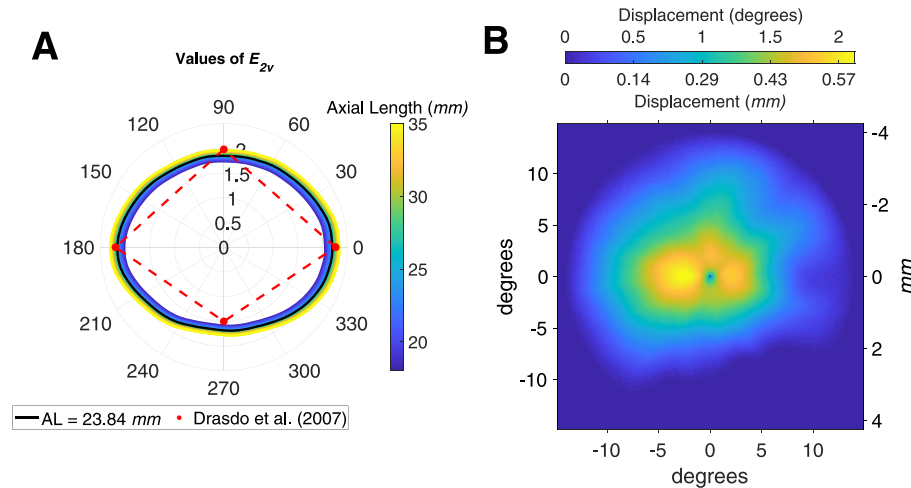 A
Values of E2v
Axial Length (mm)
90
120
60
150
30
180
0
210
330
240
300
270
2
1.5
1
0.5
0
35
30
25
20
AL = 23.84 mm
Drasdo et al. (2007)
B
Displacement (degrees)
0 0.5 1 1.5 2
0 0.14 0.29 0.43 0.57
Displacement (mm)
degrees
10
5
0
-5
-10
-4
-2
0
2
4
mm
-10 -5 0 5 10
degrees